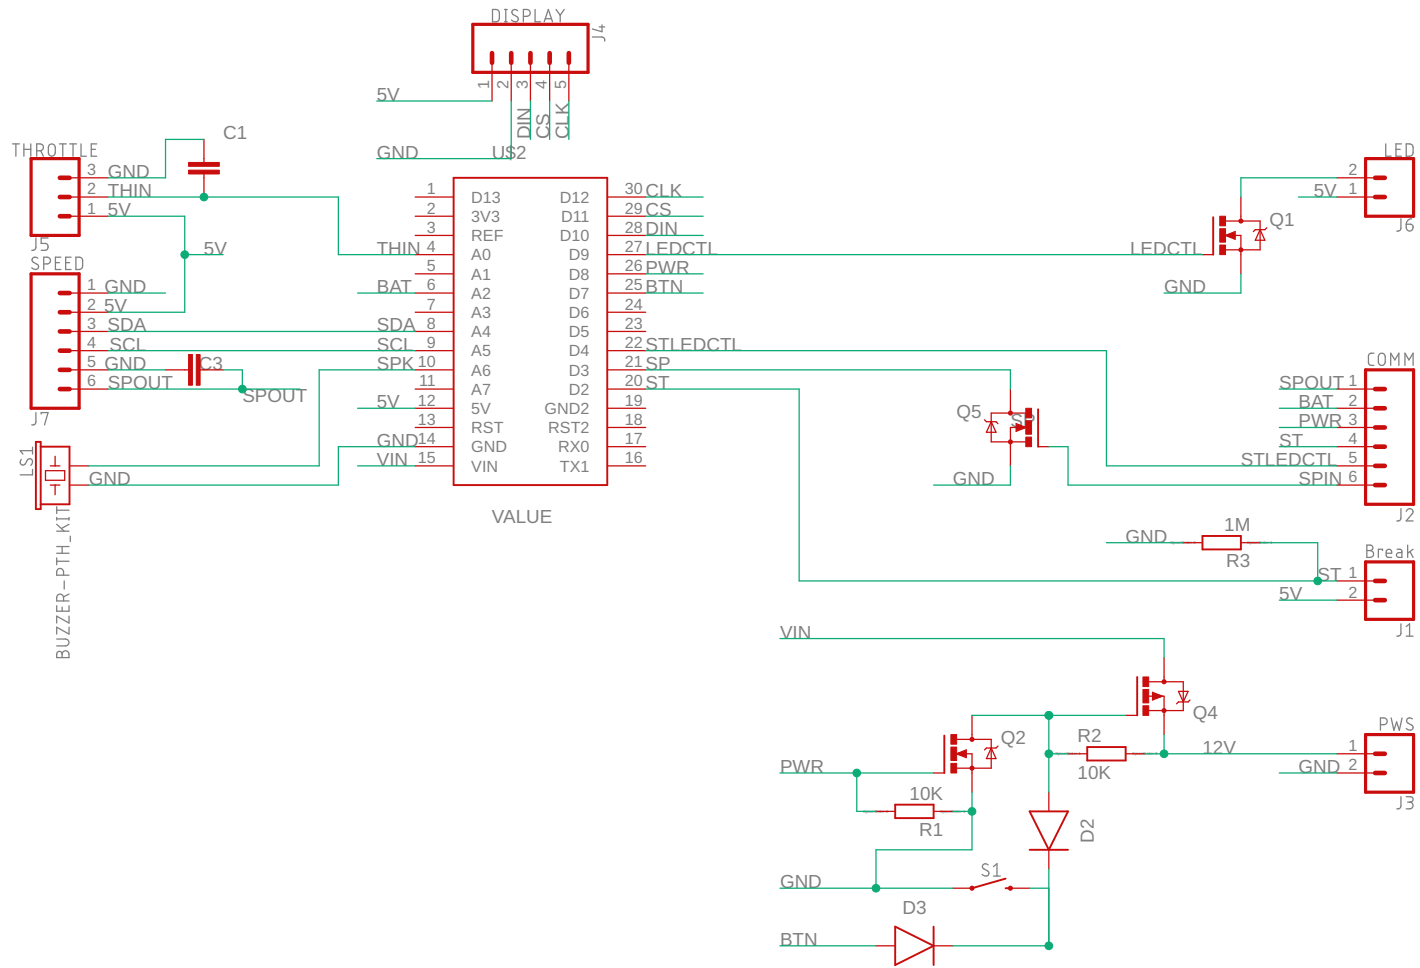 DISPLAY
J4
1
2
3
4
5
5V
GND
DIN
CS
CLK
US2
C1
THROTTLE
3 GND
2 THIN
1 5V
J5
5V
SPEED
1 GND
2 5V
3 SDA
4 SCL
5 GND
6 SPOUT
J7
C3
SPOUT
LS1
GND
BUZZER-PTH_KIT
1 D13
2 3V3
3 REF
THIN 4 A0
5 A1
BAT 6 A2
7 A3
SDA 8 A4
SCL 9 A5
SPK 10 A6
11 A7
5V 12 5V
13 RST
GND 14 GND
VIN 15 VIN
D12 30 CLK
D11 29 CS
D10 28 DIN
D9 27 LEDCTL
D8 26 PWR
D7 25 BTN
D6 24
D5 23
D4 22 STLEDCTL
D3 21 SP
D2 20 ST
GND2 19
RST2 18
RX0 17
TX1 16
VALUE
LED
2
5V 1
J6
Q1
LEDCTL
GND
Q5
GND
COMM
SPOUT 1
BAT 2
PWR 3
ST 4
STLEDCTL 5
SPIN 6
J2
1M
GND
R3
Break
ST 1
5V 2
J1
VIN
Q4
PWS
12V 1
GND 2
J3
R2
10K
Q2
PWR
10K
R1
D2
GND
S1
D3
BTN